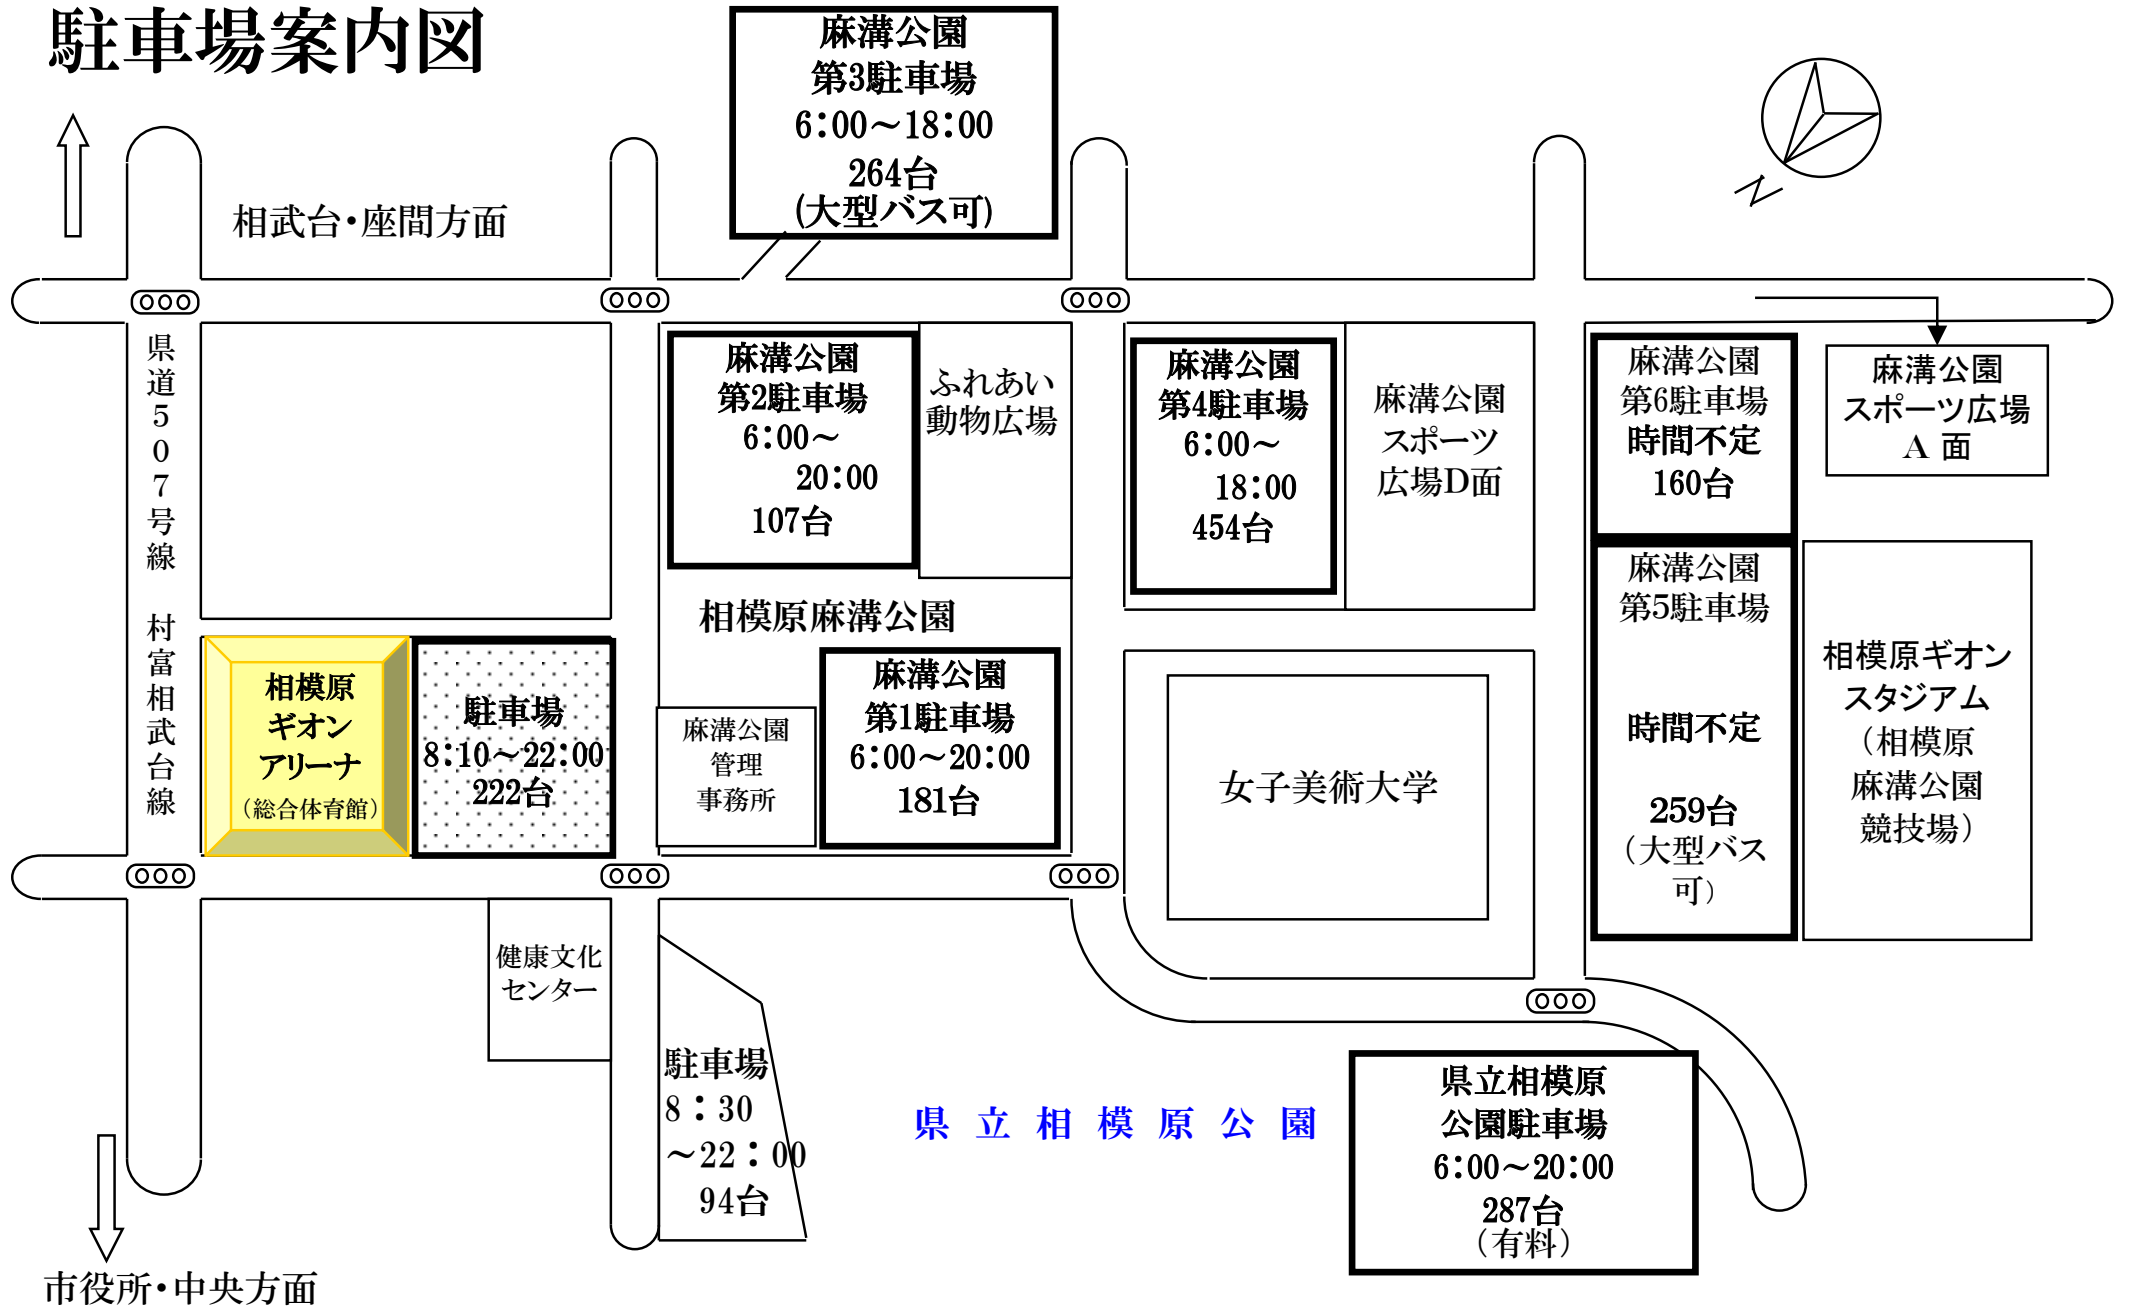 駐車場案内図
麻溝公園
第3駐車場
6:00～18:00
264台
(大型バス可)
N
相武台・座間方面
県道507号線 村富相武台線
麻溝公園
第2駐車場
6:00～
20:00
107台
ふれあい
動物広場
麻溝公園
第4駐車場
6:00～
18:00
454台
麻溝公園
スポーツ
広場D面
麻溝公園
第6駐車場
時間不定
160台
麻溝公園
スポーツ広場
A 面
麻溝公園
第5駐車場
時間不定
259台
（大型バス
可）
相模原ギオン
スタジアム
（相模原
麻溝公園
競技場）
相模原麻溝公園
相模原
ギオン
アリーナ
（総合体育館）
駐車場
8:10～22:00
222台
麻溝公園
管理
事務所
麻溝公園
第1駐車場
6:00～20:00
181台
女子美術大学
健康文化
センター
駐車場
8：30
～22：00
94台
県立相模原公園
県立相模原
公園駐車場
6:00～20:00
287台
（有料）
市役所・中央方面